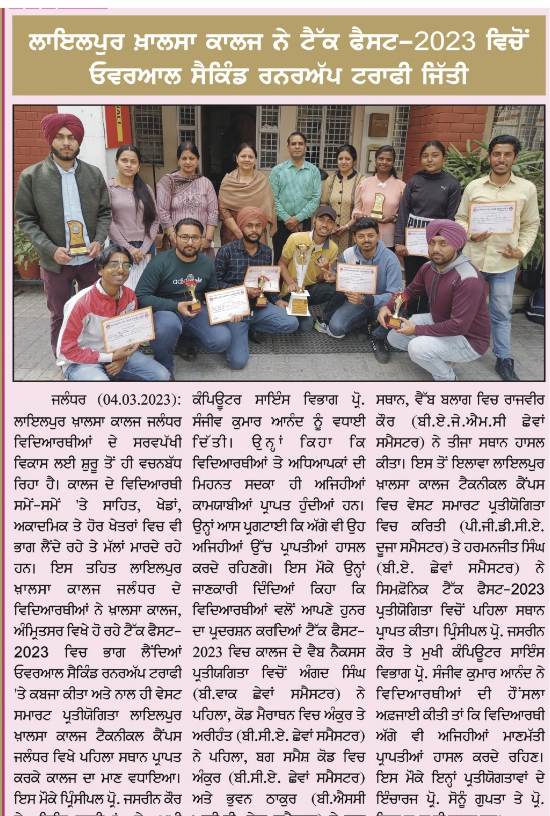 ਲਾਇਲਪੁਰ ਖ਼ਾਲਸਾ ਕਾਲਜ ਨੇ ਟੈੱਕ ਫੈਸਟ–2023 ਵਿਚੋਂ
ਓਵਰਆਲ ਸੈਕਿੰਡ ਰਨਰਅੱਪ ਟਰਾਫੀ ਜਿੱਤੀ
ਜਲੰਧਰ (04.03.2023):
ਲਾਇਲਪੁਰ ਖ਼ਾਲਸਾ ਕਾਲਜ ਜਲੰਧਰ
ਵਿਦਿਆਰਥੀਆਂ ਦੇ ਸਰਵਪੱਖੀ
ਵਿਕਾਸ ਲਈ ਸ਼ੁਰੂ ਤੋਂ ਹੀ ਵਚਨਬੱਧ
ਰਿਹਾ ਹੈ। ਕਾਲਜ ਦੇ ਵਿਦਿਆਰਥੀ
ਸਮੇਂ-ਸਮੇਂ 'ਤੇ ਸਾਹਿਤ, ਖੇਡਾਂ,
ਅਕਾਦਮਿਕ ਤੇ ਹੋਰ ਖੇਤਰਾਂ ਵਿਚ ਵੀ
ਭਾਗ ਲੈਂਦੇ ਰਹੇ ਤੇ ਮੱਲਾਂ ਮਾਰਦੇ ਰਹੇ
ਹਨ। ਇਸ ਤਹਿਤ ਲਾਇਲਪੁਰ
ਖ਼ਾਲਸਾ ਕਾਲਜ ਜਲੰਧਰ ਦੇ
ਵਿਦਿਆਰਥੀਆਂ ਨੇ ਖ਼ਾਲਸਾ ਕਾਲਜ,
ਅੰਮ੍ਰਿਤਸਰ ਵਿਖੇ ਹੋ ਰਹੇ ਟੈੱਕ ਫੈਸਟ–
2023 ਵਿਚ ਭਾਗ ਲੈਂਦਿਆਂ
ਓਵਰਆਲ ਸੈਕਿੰਡ ਰਨਰਅੱਪ ਟਰਾਫੀ
'ਤੇ ਕਬਜਾ ਕੀਤਾ ਅਤੇ ਨਾਲ ਹੀ ਵੇਸਟ
ਸਮਾਰਟ ਪ੍ਰਤੀਯੋਗਿਤਾ ਲਾਇਲਪੁਰ
ਖ਼ਾਲਸਾ ਕਾਲਜ ਟੈਕਨੀਕਲ ਕੈਂਪਸ
ਜਲੰਧਰ ਵਿਖੇ ਪਹਿਲਾ ਸਥਾਨ ਪ੍ਰਾਪਤ
ਕਰਕੇ ਕਾਲਜ ਦਾ ਮਾਣ ਵਧਾਇਆ।
ਇਸ ਮੌਕੇ ਪ੍ਰਿੰਸੀਪਲ ਪ੍ਰੋ. ਜਸਰੀਨ ਕੌਰ
ਕੰਪਿਊਟਰ ਸਾਇੰਸ ਵਿਭਾਗ ਪ੍ਰੋ.
ਸੰਜੀਵ ਕੁਮਾਰ ਆਨੰਦ ਨੂੰ ਵਧਾਈ
ਦਿੱਤੀ। ਉਨ੍ਹਾਂ ਕਿਹਾ ਕਿ
ਵਿਦਿਆਰਥੀਆਂ ਤੇ ਅਧਿਆਪਕਾਂ ਦੀ
ਮਿਹਨਤ ਸਦਕਾ ਹੀ ਅਜਿਹੀਆਂ
ਕਾਮਯਾਬੀਆਂ ਪ੍ਰਾਪਤ ਹੁੰਦੀਆਂ ਹਨ।
ਉਨ੍ਹਾਂ ਆਸ ਪ੍ਰਗਟਾਈ ਕਿ ਅੱਗੇ ਵੀ ਉਹ
ਅਜਿਹੀਆਂ ਉੱਚ ਪ੍ਰਾਪਤੀਆਂ ਹਾਸਲ
ਕਰਦੇ ਰਹਿਣਗੇ। ਇਸ ਮੌਕੇ ਉਨ੍ਹਾਂ
ਜਾਣਕਾਰੀ ਦਿੰਦਿਆਂ ਕਿਹਾ ਕਿ
ਵਿਦਿਆਰਥੀਆਂ ਵਲੋਂ ਆਪਣੇ ਹੁਨਰ
ਦਾ ਪ੍ਰਦਰਸ਼ਨ ਕਰਦਿਆਂ ਟੈੱਕ ਫੈਸਟ–
2023 ਵਿਚ ਕਾਲਜ ਦੇ ਵੈਬ ਨੈਕਸਸ
ਪ੍ਰਤੀਯਗਿਤਾ ਵਿਚੋਂ ਅੰਗਦ ਸਿੰਘ
(ਬੀ.ਵਾਕ ਛੇਵਾਂ ਸਮੈਸਟਰ) ਨੇ
ਪਹਿਲਾ, ਕੋਡ ਮੈਰਾਥਨ ਵਿਚ ਅੰਕੁਰ ਤੇ
ਅਰੀਹੰਤ (ਬੀ.ਸੀ.ਏ. ਛੇਵਾਂ ਸਮੈਸਟਰ)
ਨੇ ਪਹਿਲਾ, ਬਗ ਸਮੈਸ਼ ਕੋਡ ਵਿਚ
ਅੰਕੁਰ (ਬੀ.ਸੀ.ਏ. ਛੇਵਾਂ ਸਮੈਸਟਰ)
ਅਤੇ ਭੁਵਨ ਠਾਕੁਰ (ਬੀ.ਐਸਸੀ
ਸਥਾਨ, ਵੈੱਬ ਬਲਾਗ ਵਿਚ ਰਾਜਵੀਰ
ਕੌਰ (ਬੀ.ਏ.ਜੇ.ਐਮ.ਸੀ ਛੇਵਾਂ
ਸਮੈਸਟਰ) ਨੇ ਤੀਜਾ ਸਥਾਨ ਹਾਸਲ
ਕੀਤਾ। ਇਸ ਤੋਂ ਇਲਾਵਾ ਲਾਇਲਪੁਰ
ਖ਼ਾਲਸਾ ਕਾਲਜ ਟੈਕਨੀਕਲ ਕੈਂਪਸ
ਵਿਚ ਵੇਸਟ ਸਮਾਰਟ ਪ੍ਰਤੀਯੋਗਿਤਾ
ਵਿਚ ਕਰਿਤੀ (ਪੀ.ਜੀ.ਡੀ.ਸੀ.ਏ.
ਦੂਜਾ ਸਮੈਸਟਰ) ਤੇ ਹਰਮਨਜੀਤ ਸਿੰਘ
(ਬੀ.ਏ. ਛੇਵਾਂ ਸਮੈਸਟਰ) ਨੇ
ਸਿਮਫ਼ੋਨਿਕ ਟੈੱਕ ਫੈਸਟ-2023
ਪ੍ਰਤੀਯੋਗਿਤਾ ਵਿਚੋਂ ਪਹਿਲਾ ਸਥਾਨ
ਪ੍ਰਾਪਤ ਕੀਤਾ। ਪ੍ਰਿੰਸੀਪਲ ਪ੍ਰੋ. ਜਸਰੀਨ
ਕੌਰ ਤੇ ਮੁਖੀ ਕੰਪਿਊਟਰ ਸਾਇੰਸ
ਵਿਭਾਗ ਪ੍ਰੋ. ਸੰਜੀਵ ਕੁਮਾਰ ਆਨੰਦ ਨੇ
ਵਿਦਿਆਰਥੀਆਂ ਦੀ ਹੌਂਸਲਾ
ਅਫ਼ਜਾਈ ਕੀਤੀ ਤਾਂ ਕਿ ਵਿਦਿਆਰਥੀ
ਅੱਗੇ ਵੀ ਅਜਿਹੀਆਂ ਮਾਣਮੱਤੀ
ਪ੍ਰਾਪਤੀਆਂ ਹਾਸਲ ਕਰਦੇ ਰਹਿਣ।
ਇਸ ਮੌਕੇ ਇਨ੍ਹਾਂ ਪ੍ਰਤੀਯੋਗਤਾਵਾਂ ਦੇ
ਇੰਚਾਰਜ ਪ੍ਰੋ. ਸੋਨੂੰ ਗੁਪਤਾ ਤੇ ਪ੍ਰੋ.